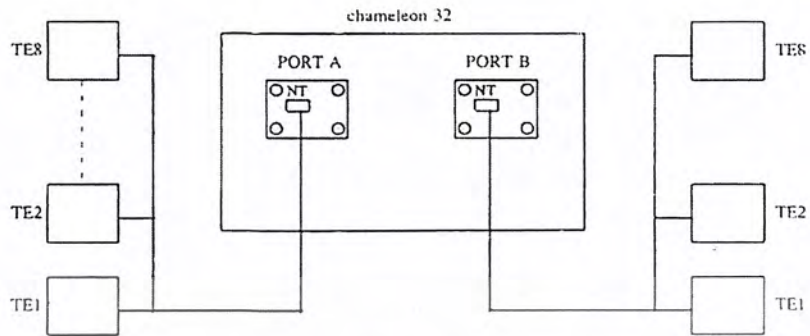 chameleon 32
TE8
PORT A
PORT B
TE8
NT
NT
TE2
TE2
TE1
TE1